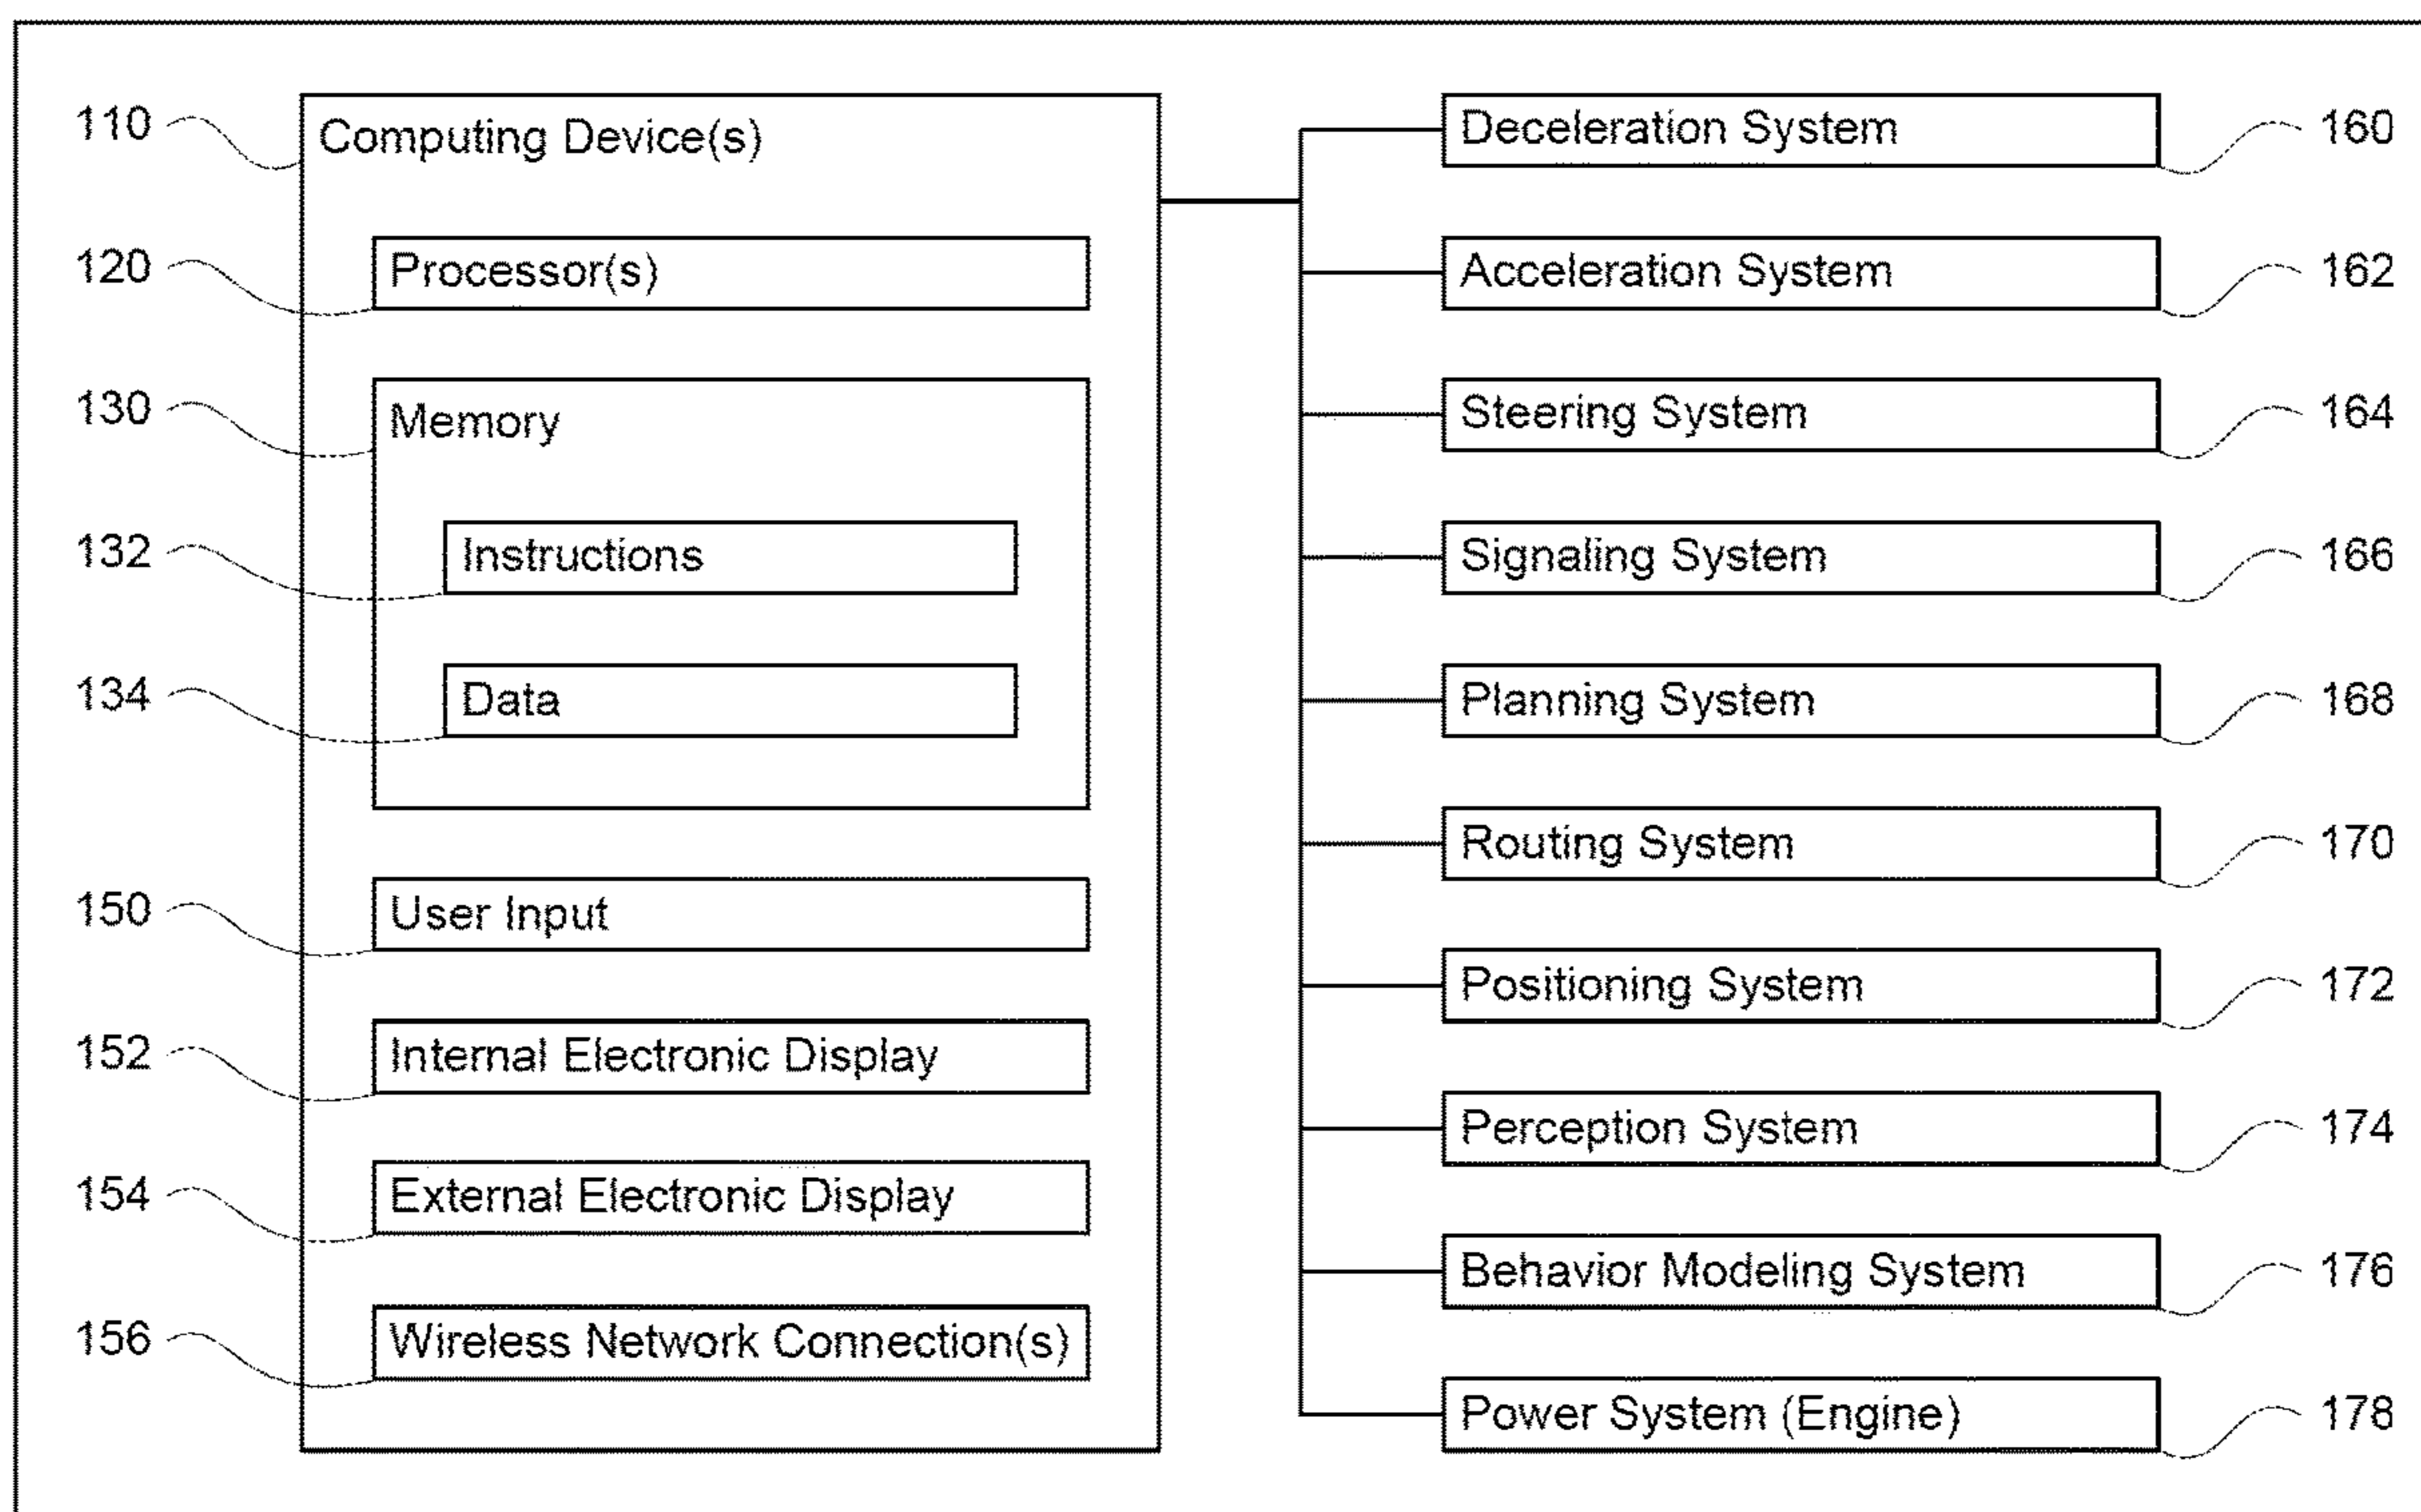 110 Computing Device(s)
120 Processor(s)
130 Memory
132 Instructions
134 Data
150 User Input
152 Internal Electronic Display
154 External Electronic Display
156 Wireless Network Connection(s)
Deceleration System 160
Acceleration System 162
Steering System 164
Signaling System 166
Planning System 168
Routing System 170
Positioning System 172
Perception System 174
Behavior Modeling System 176
Power System (Engine) 178